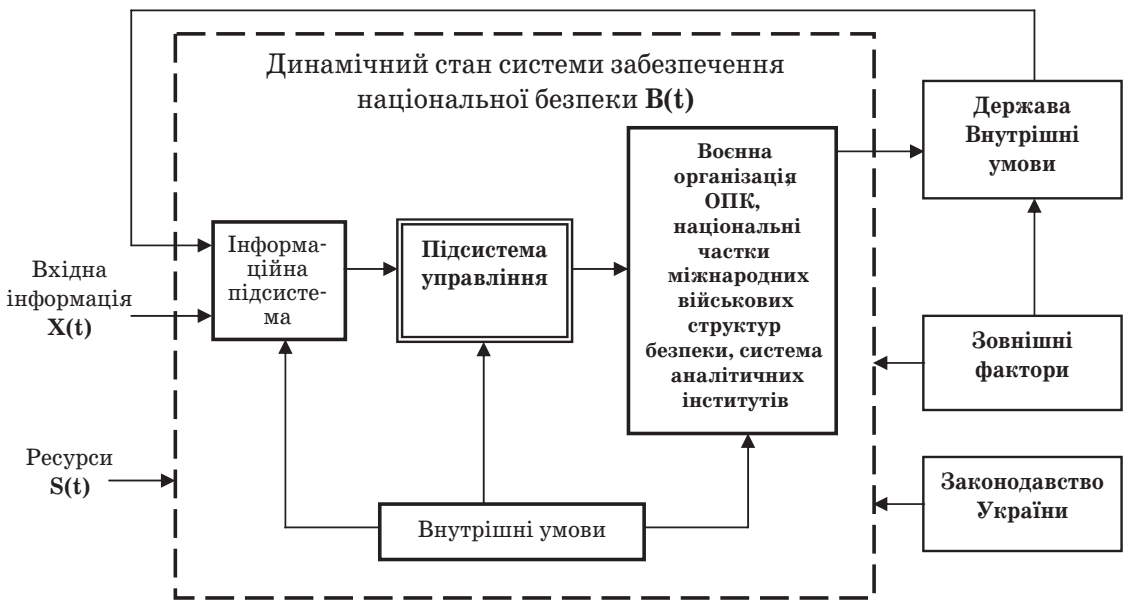 Динамічний стан системи забезпечення
національної безпеки B(t)
Держава
Внутрішні
умови
Воєнна
організація,
ОПК,
національні
частки
міжнародних
військових
структур
безпеки, система
аналітичних
інститутів
Інформа-
ційна
підсисте-
ма
Підсистема
управління
Вхідна
інформація
X(t)
Зовнішні
фактори
Ресурси
S(t)
Законодавство
України
Внутрішні умови